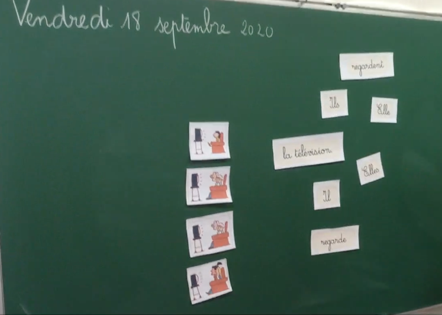 Vendredi 18 septembre 2020
regardent
Ils
Elle
la télévision
Elles
Il
regarde